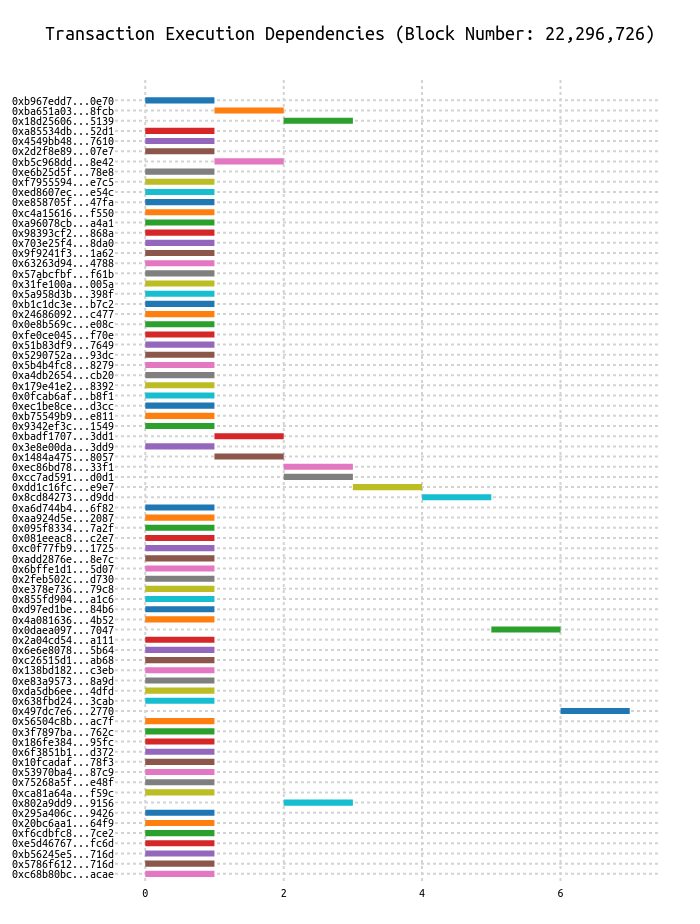 Transaction Execution Dependencies (Block Number: 22,296,726)
0xb967edd7...0e70
0xba651a03...8fcb
0x18d25606...5139
0xa85534db...52d1
0x4549bb48...7610
0x2d2f8e89...07e7
0xb5c968dd...8e42
0xe6b25d5f...78e8
0xf7955594...e7c5
0xed8607ec...e54c
0xe858705f...47fa
0xc4a15616...f550
0xa96078cb...a4a1
0x98393cf2...868a
0x703e25f4...8da0
0x9f9241f3...1a62
0x63263d94...4788
0x57abcfbf...f61b
0x31fe100a...005a
0x5a958d3b...398f
0xb1c1dc3e...b7c2
0x24686092...c477
0x0e8b569c...e08c
0xfe0ce045...f70e
0x51b83df9...7649
0x5290752a...93dc
0x5b4b4fc8...8279
0xa4db2654...cb20
0x179e41e2...8392
0x0fcab6af...b8f1
0xec1be8ce...d3cc
0xb75549b9...e811
0x9342ef3c...1549
0xbadf1707...3dd1
0x3e8e00da...3dd9
0x1484a475...8057
0xec86bd78...33f1
0xcc7ad591...d0d1
0xdd1c16fc...e9e7
0x8cd84273...d9dd
0xa6d744b4...6f82
0xaa924d5e...2087
0x095f8334...7a2f
0x081eeac8...c2e7
0xc0f77fb9...1725
0xadd2876e...8e7c
0x6bffe1d1...5d07
0x2feb502c...d730
0xe378e736...79c8
0x855fd904...a1c6
0xd97ed1be...84b6
0x4a081636...4b52
0x0daea097...7047
0x2a04cd54...a111
0x6e6e8078...5b64
0xc26515d1...ab68
0x138bd182...c3eb
0xe83a9573...8a9d
0xda5db6ee...4dfd
0x638fbd24...3cab
0x497dc7e6...2770
0x56504c8b...ac7f
0x3f7897ba...762c
0x186fe384...95fc
0x6f3851b1...d372
0x10fcadaf...78f3
0x53970ba4...87c9
0x75268a5f...e48f
0xca81a64a...f59c
0x802a9dd9...9156
0x295a406c...9426
0x20bc6aa1...64f9
0xf6cdbfc8...7ce2
0xe5d46767...fc6d
0xb56245e5...716d
0x5786f612...716d
0xc68b80bc...acae
0 2 4 6